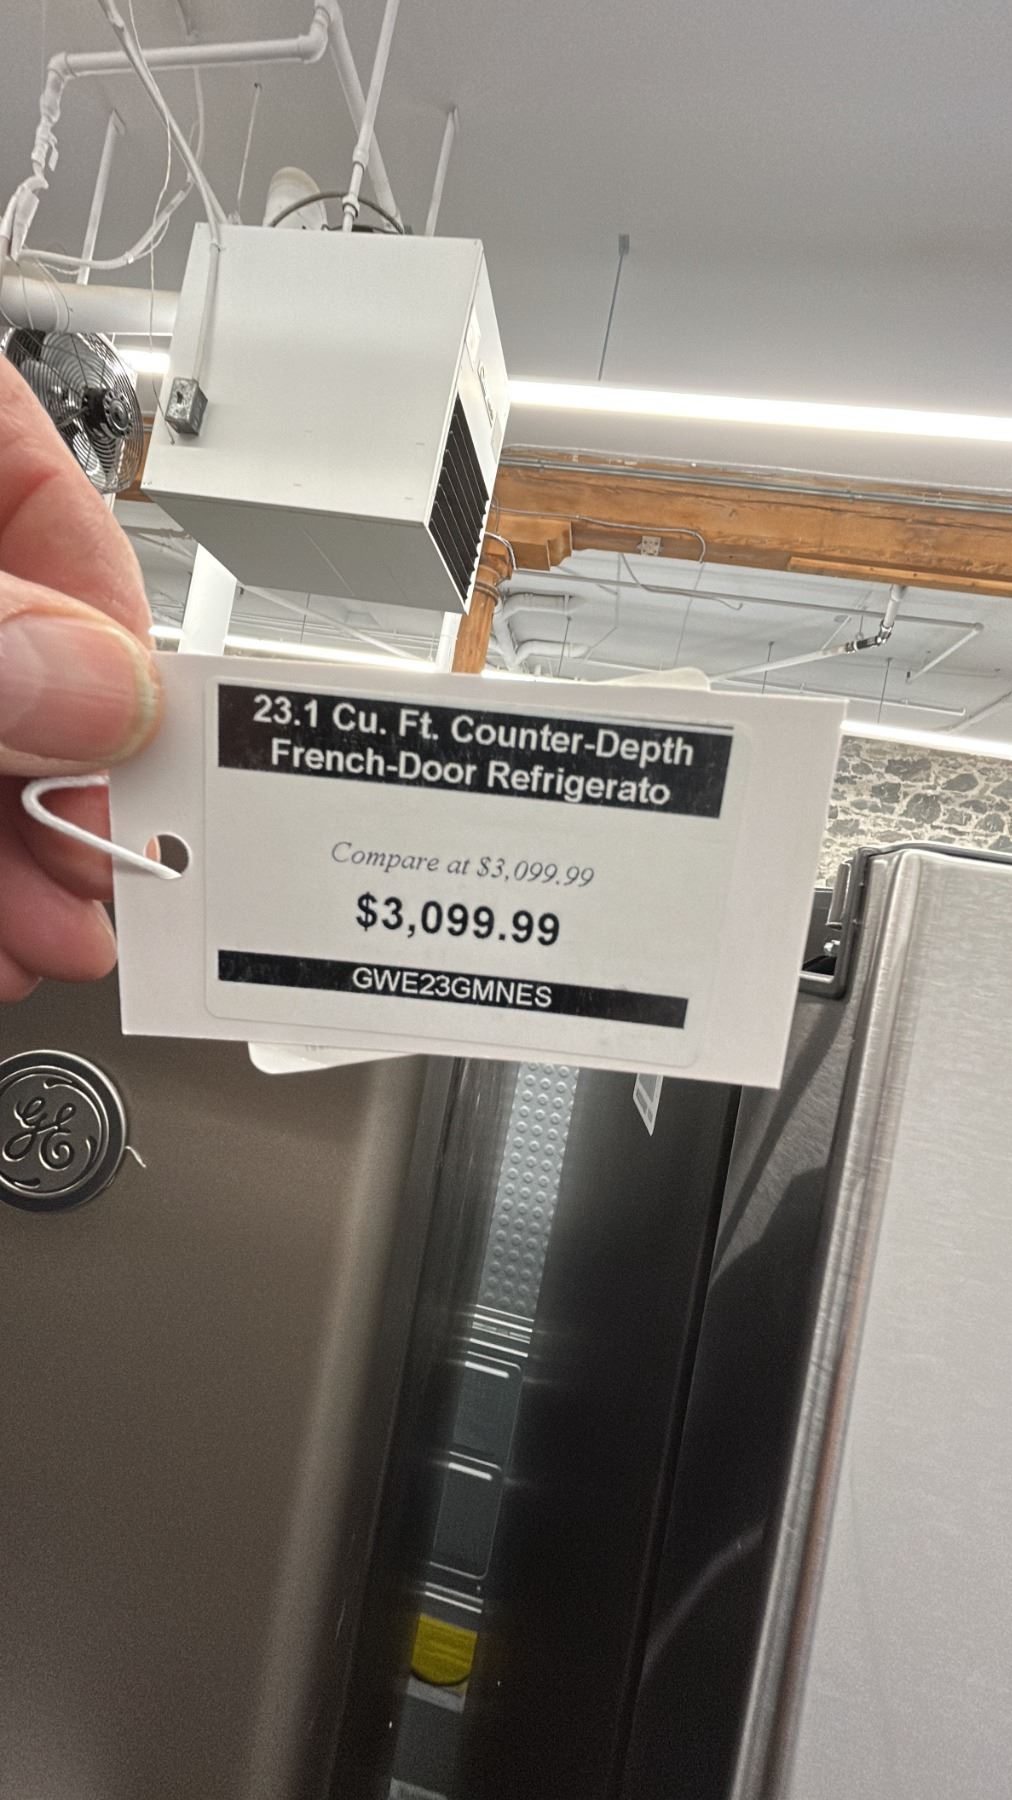 23.1 Cu. Ft. Counter-Depth
French-Door Refrigerato
Compare at $3,099.99
$3,099.99
GWE23GMNES
GE